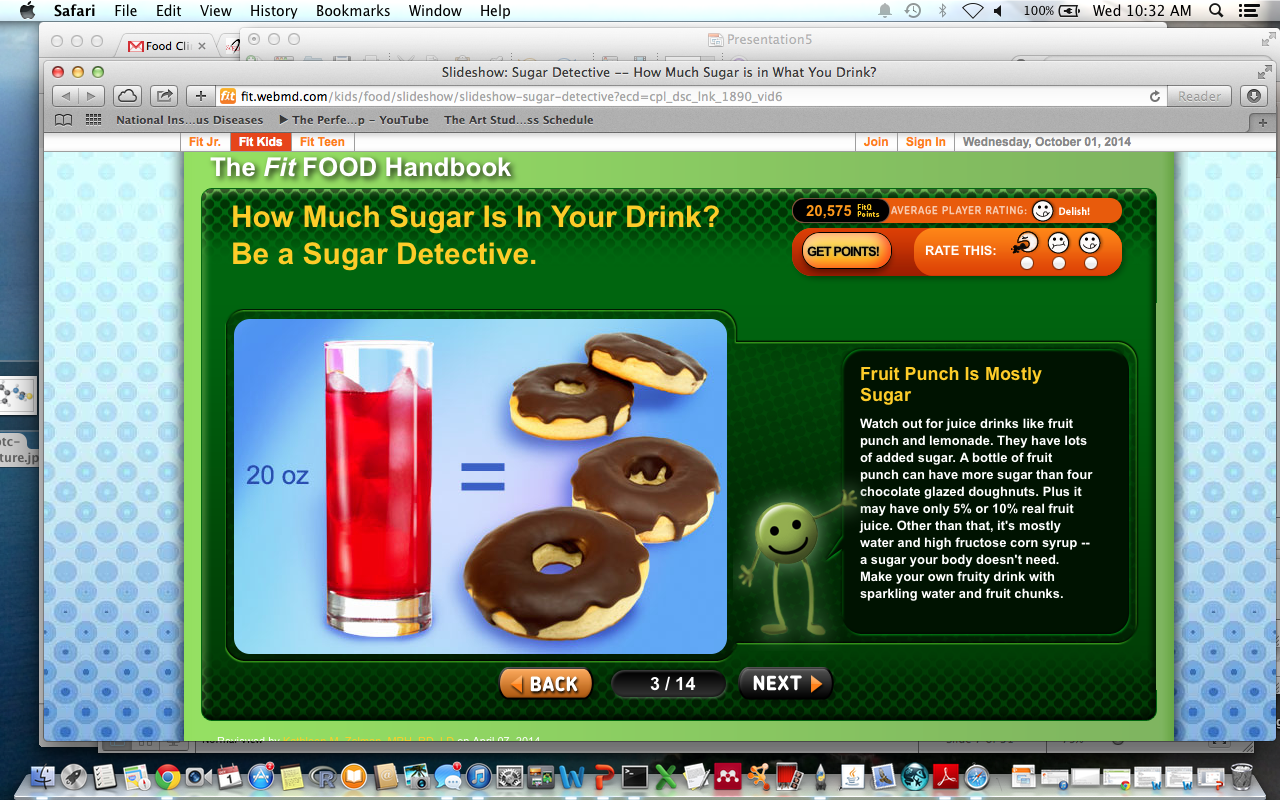 Safari File Edit View History Bookmarks Window Help 100% Wed 10:32 AM
Food Cli
Presentation5
Slideshow: Sugar Detective -- How Much Sugar is in What You Drink?
fit fit.webmd.com/kids/food/slideshow/slideshow-sugar-detective?ecd=cpl_dsc_lnk_1890_vid6 Reader
National Ins...us Diseases The Perfe...p - YouTube The Art Stud...ss Schedule
Fit Jr. Fit Kids Fit Teen Join Sign In Wednesday, October 01, 2014
The Fit FOOD Handbook
How Much Sugar Is In Your Drink?
Be a Sugar Detective.
20,575 FitQ Points AVERAGE PLAYER RATING: Delish!
GET POINTS! RATE THIS:
20 oz =
Fruit Punch Is Mostly
Sugar
Watch out for juice drinks like fruit
punch and lemonade. They have lots
of added sugar. A bottle of fruit
punch can have more sugar than four
chocolate glazed doughnuts. Plus it
may have only 5% or 10% real fruit
juice. Other than that, it's mostly
water and high fructose corn syrup --
a sugar your body doesn't need.
Make your own fruity drink with
sparkling water and fruit chunks.
BACK 3 / 14 NEXT
ptc-
ture.jp